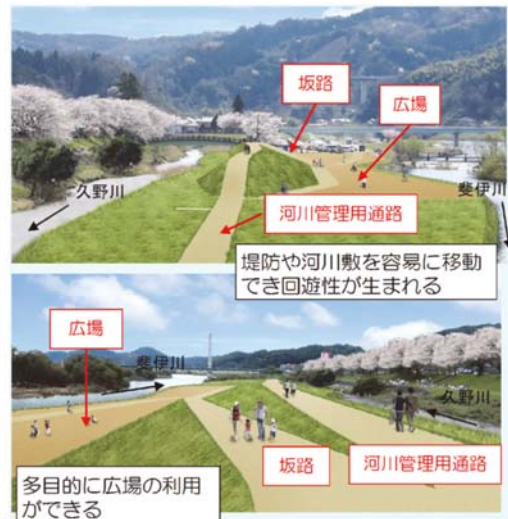 坂路
広場
久野川
斐伊川
河川管理用通路
堤防や河川敷を容易に移動
でき回遊性が生まれる
広場
斐伊川
久野川
坂路
河川管理用通路
多目的に広場の利用
ができる